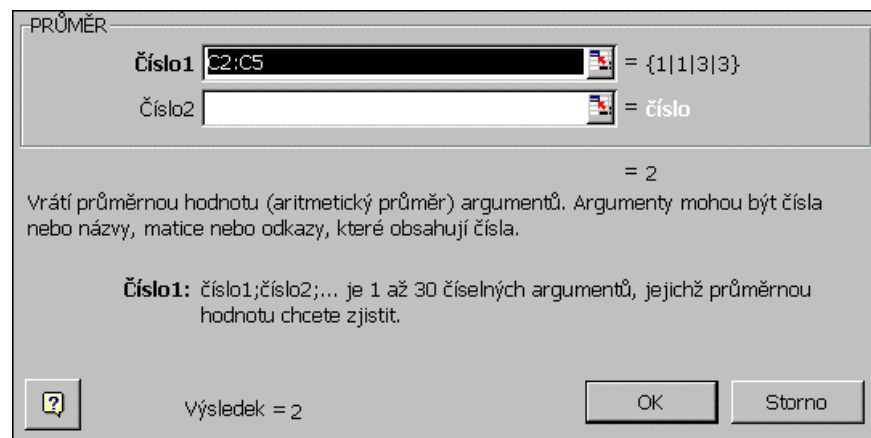 PRŮMĚR
Číslo1 C2:C5 = {1|1|3|3}
Číslo2 = číslo
= 2
Vrátí průměrnou hodnotu (aritmetický průměr) argumentů. Argumenty mohou být čísla
nebo názvy, matice nebo odkazy, které obsahují čísla.
Číslo1: číslo1;číslo2;... je 1 až 30 číselných argumentů, jejichž průměrnou
hodnotu chcete zjistit.
Výsledek = 2 OK Storno